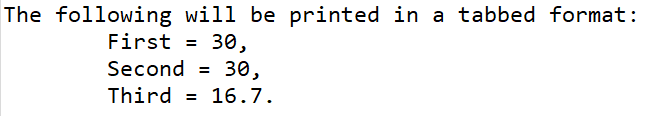 The following will be printed in a tabbed format:
	First = 30,
	Second = 30,
	Third = 16.7.